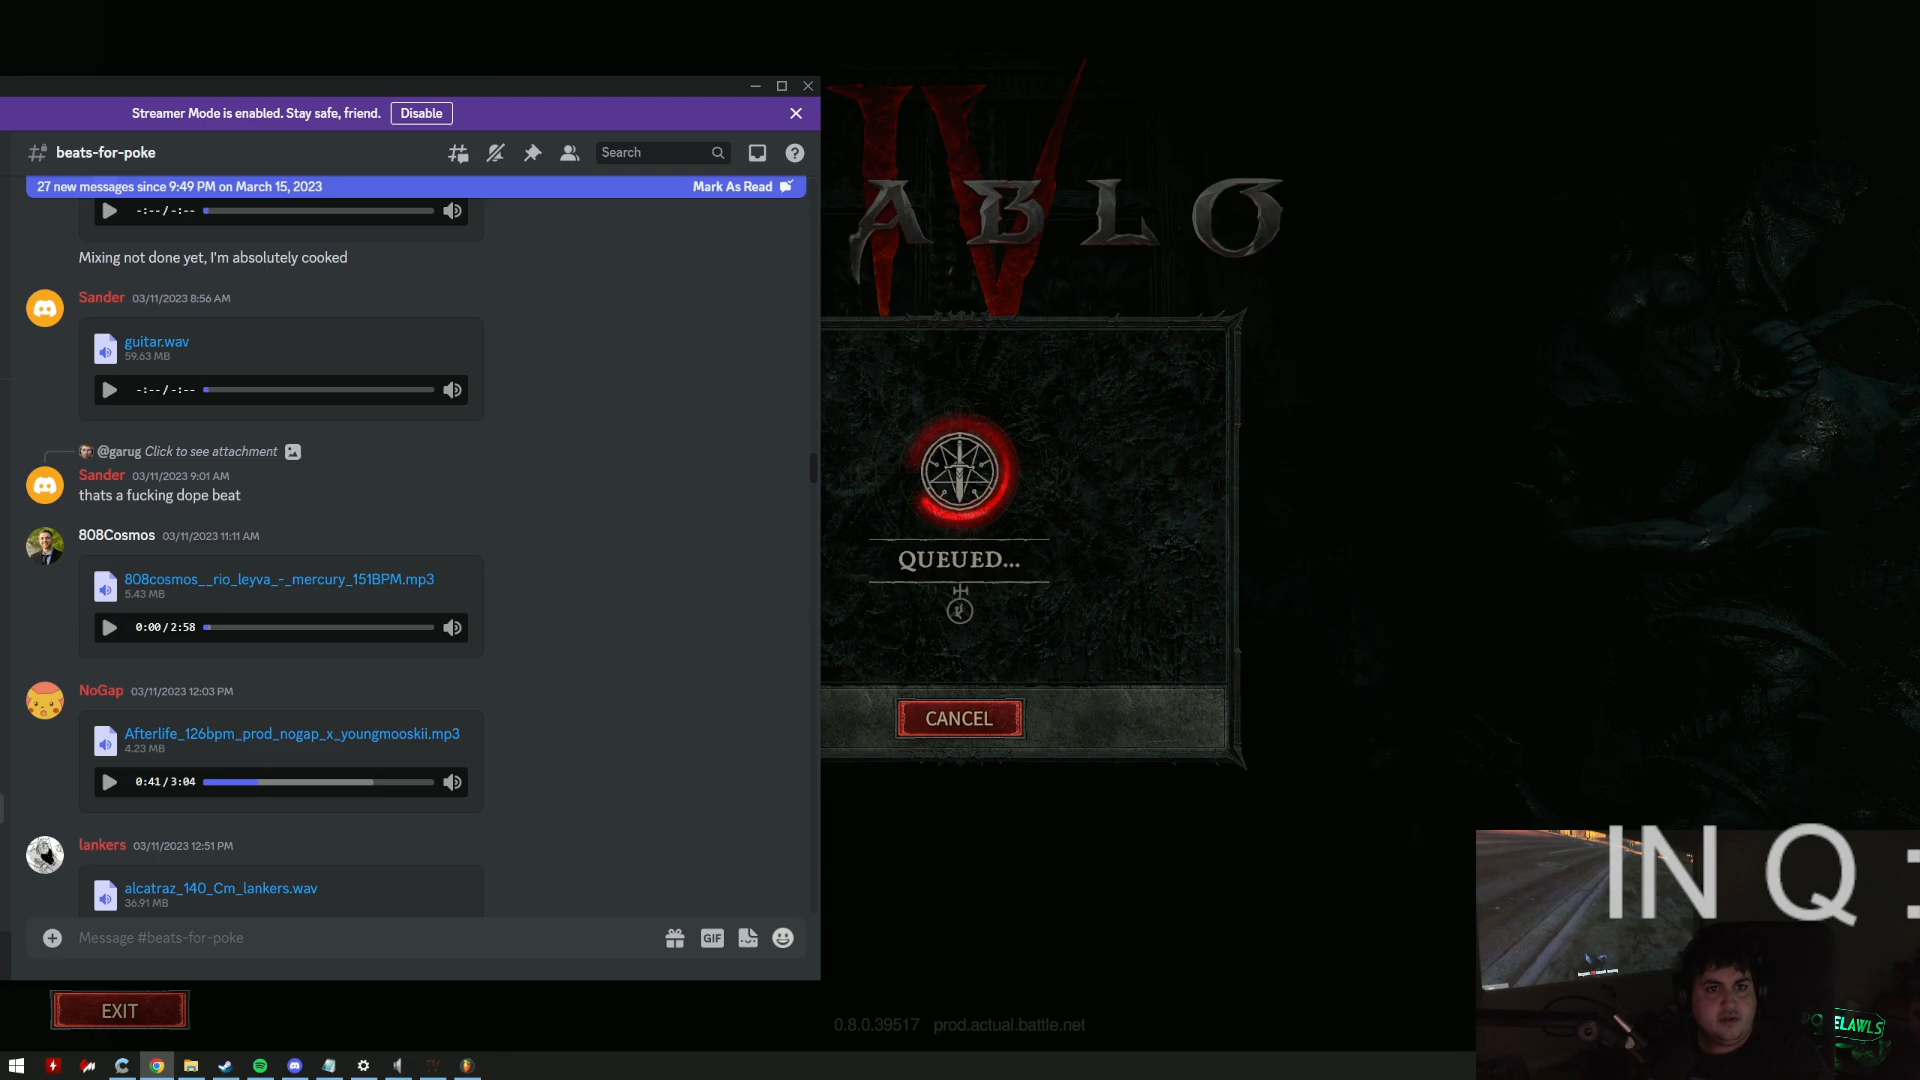 Streamer Mode is enabled. Stay safe, friend.
Disable
beats-for-poke
Search
27 new messages since 9:49 PM on March 15, 2023
Mark As Read
-:--/-:--
Mixing not done yet, I'm absolutely cooked
Sander 03/11/2023 8:56 AM
guitar.wav
59.63 MB
-:--/-:--
@garug Click to see attachment
Sander 03/11/2023 9:01 AM
thats a fucking dope beat
808Cosmos 03/11/2023 11:11 AM
808cosmos__rio_leyva_-_mercury_151BPM.mp3
5.43 MB
0:00/2:58
NoGap 03/11/2023 12:03 PM
Afterlife_126bpm_prod_nogap_x_youngmooskii.mp3
4.23 MB
0:41/3:04
lankers 03/11/2023 12:51 PM
alcatraz_140_Cm_lankers.wav
36.91 MB
Message #beats-for-poke
GIF
IV
ABLO
QUEUED...
CANCEL
EXIT
0.8.0.39517 prod.actual.battle.net
IN Q :
ELAWLS